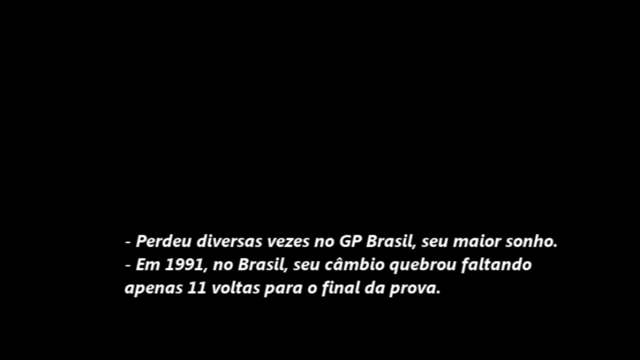 - Perdeu diversas vezes no GP Brasil, seu maior sonho.
- Em 1991, no Brasil, seu câmbio quebrou faltando
apenas 11 voltas para o final da prova.